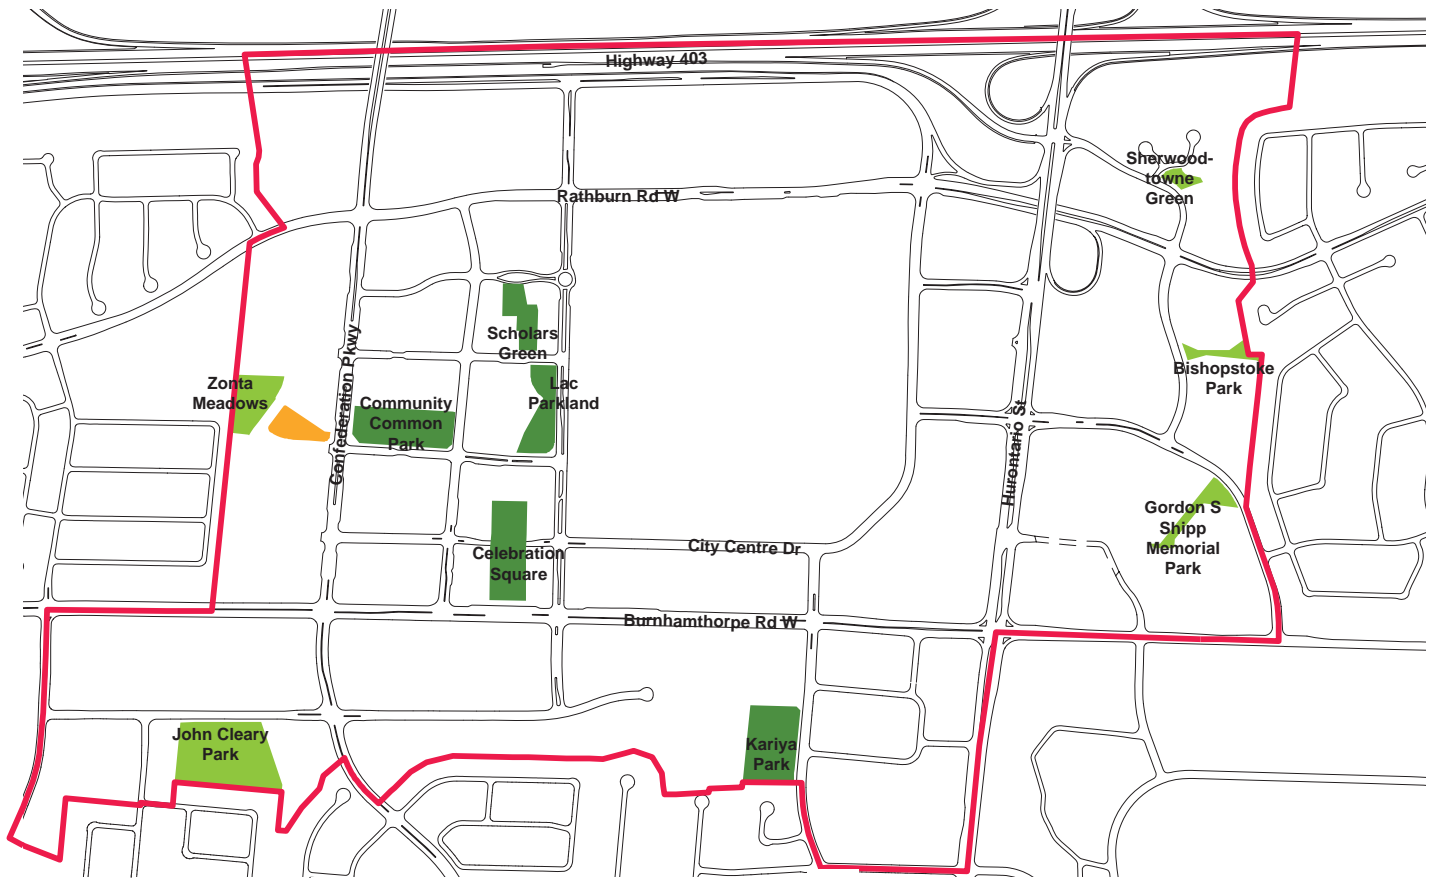 Highway 403
Sherwood-
towne
Green
Rathburn Rd W
Scholars
Green
Confederation Pkwy
Bishopstoke
Park
Zonta
Meadows
Community
Common
Park
Lac
Parkland
Hurontario St
Gordon S
Shipp
Memorial
Park
City Centre Dr
Celebration
Square
Burnhamthorpe Rd W
John Cleary
Park
Kariya
Park